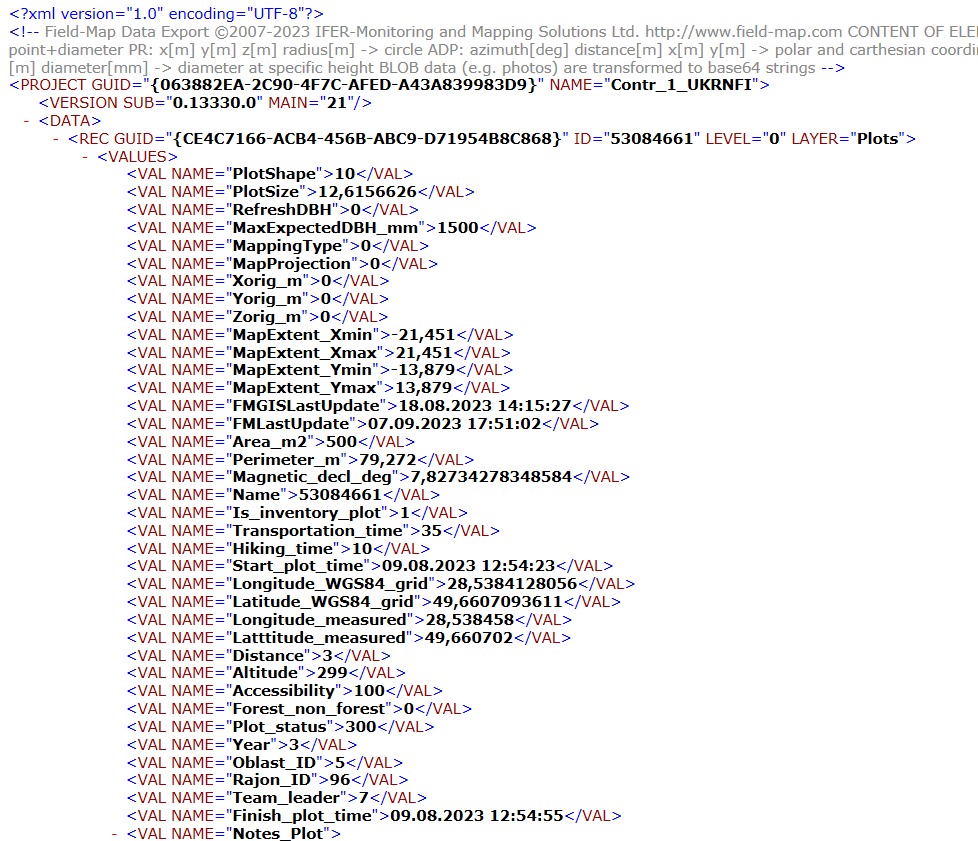 <?xml version="1.0" encoding="UTF-8"?>
<!-- Field-Map Data Export ©2007-2023 IFER-Monitoring and Mapping Solutions Ltd. http://www.field-map.com CONTENT OF ELE
point+diameter PR: x[m] y[m] z[m] radius[m] -> circle ADP: azimuth[deg] distance[m] x[m] y[m] -> polar and carthesian coordin
[m] diameter[mm] -> diameter at specific height BLOB data (e.g. photos) are transformed to base64 strings -->
<PROJECT GUID="{063882EA-2C90-4F7C-AFED-A43A839983D9}" NAME="Contr_1_UKRNFI">
<VERSION SUB="0.13330.0" MAIN="21"/>
- <DATA>
- <REC GUID="{CE4C7166-ACB4-456B-ABC9-D71954B8C868}" ID="53084661" LEVEL="0" LAYER="Plots">
- <VALUES>
<VAL NAME="PlotShape">10</VAL>
<VAL NAME="PlotSize">12,6156626</VAL>
<VAL NAME="RefreshDBH">0</VAL>
<VAL NAME="MaxExpectedDBH_mm">1500</VAL>
<VAL NAME="MappingType">0</VAL>
<VAL NAME="MapProjection">0</VAL>
<VAL NAME="Xorig_m">0</VAL>
<VAL NAME="Yorig_m">0</VAL>
<VAL NAME="Zorig_m">0</VAL>
<VAL NAME="MapExtent_Xmin">-21,451</VAL>
<VAL NAME="MapExtent_Xmax">21,451</VAL>
<VAL NAME="MapExtent_Ymin">-13,879</VAL>
<VAL NAME="MapExtent_Ymax">13,879</VAL>
<VAL NAME="FMGISLastUpdate">18.08.2023 14:15:27</VAL>
<VAL NAME="FMLastUpdate">07.09.2023 17:51:02</VAL>
<VAL NAME="Area_m2">500</VAL>
<VAL NAME="Perimeter_m">79,272</VAL>
<VAL NAME="Magnetic_decl_deg">7,82734278348584</VAL>
<VAL NAME="Name">53084661</VAL>
<VAL NAME="Is_inventory_plot">1</VAL>
<VAL NAME="Transportation_time">35</VAL>
<VAL NAME="Hiking_time">10</VAL>
<VAL NAME="Start_plot_time">09.08.2023 12:54:23</VAL>
<VAL NAME="Longitude_WGS84_grid">28,5384128056</VAL>
<VAL NAME="Latitude_WGS84_grid">49,6607093611</VAL>
<VAL NAME="Longitude_measured">28,538458</VAL>
<VAL NAME="Latttitude_measured">49,660702</VAL>
<VAL NAME="Distance">3</VAL>
<VAL NAME="Altitude">299</VAL>
<VAL NAME="Accessibility">100</VAL>
<VAL NAME="Forest_non_forest">0</VAL>
<VAL NAME="Plot_status">300</VAL>
<VAL NAME="Year">3</VAL>
<VAL NAME="Oblast_ID">5</VAL>
<VAL NAME="Rajon_ID">96</VAL>
<VAL NAME="Team_leader">7</VAL>
<VAL NAME="Finish_plot_time">09.08.2023 12:54:55</VAL>
- <VAL NAME="Notes_Plot">